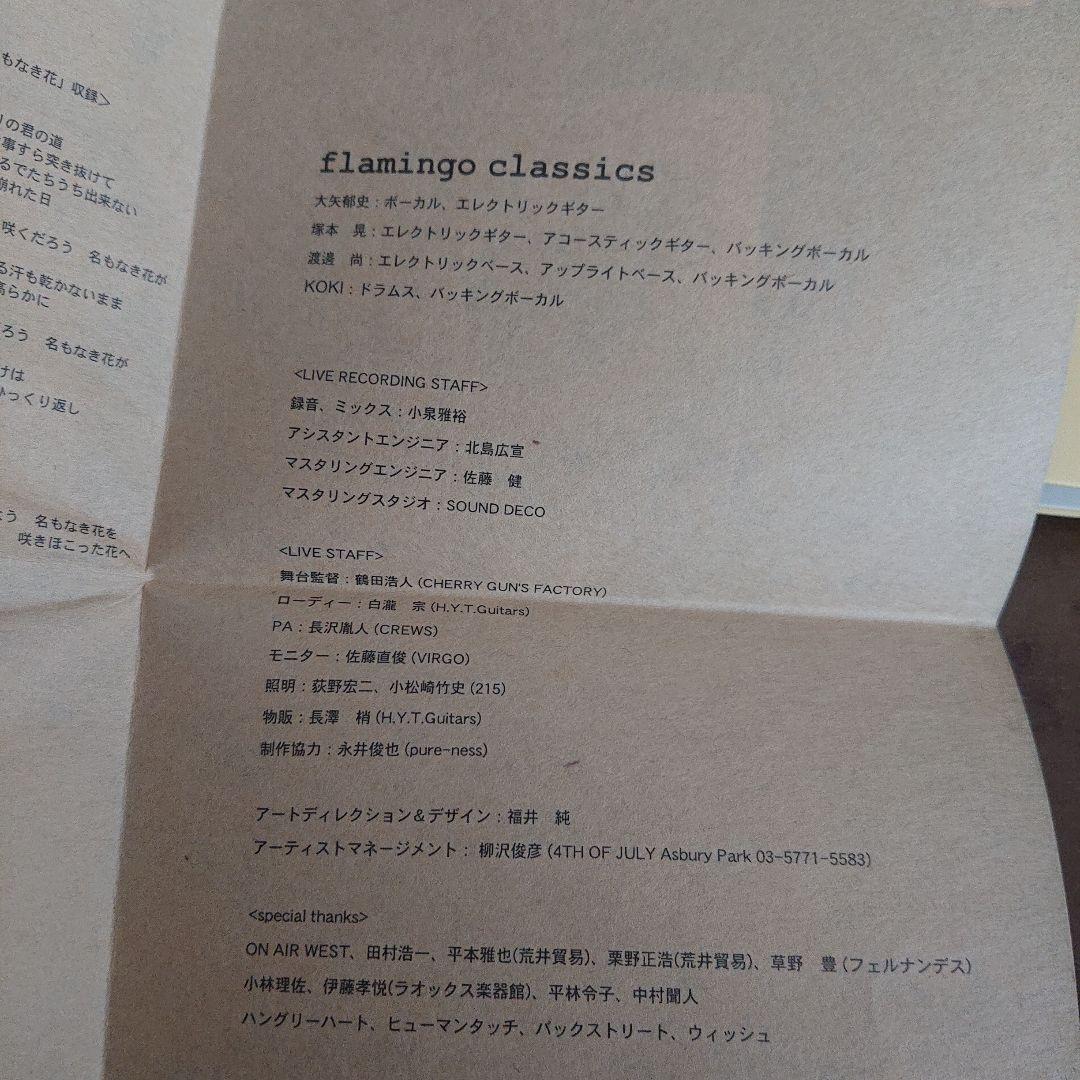 もなき花」収録＞
の君の道
事すら突き抜けて
るでたちうち出来ない
崩れた日
咲くだろう　名もなき花が
る汗も乾かないまま
高らかに
ろう　名もなき花が
けは
ひっくり返し
よう　名もなき花を
咲きほこった花へ
flamingo classics
大矢郁史：ボーカル、エレクトリックギター
塚本　晃：エレクトリックギター、アコースティックギター、バッキングボーカル
渡邊　尚：エレクトリックベース、アップライトベース、バッキングボーカル
KOKI：ドラムス、バッキングボーカル
<LIVE RECORDING STAFF>
録音、ミックス：小泉雅裕
アシスタントエンジニア：北島広宣
マスタリングエンジニア：佐藤　健
マスタリングスタジオ：SOUND DECO
<LIVE STAFF>
舞台監督：鶴田浩人 (CHERRY GUN'S FACTORY)
ローディー：白瀧　宗 (H.Y.T.Guitars)
PA：長沢胤人 (CREWS)
モニター：佐藤直俊 (VIRGO)
照明：荻野宏二、小松崎竹史 (215)
物販：長澤　梢 (H.Y.T.Guitars)
制作協力：永井俊也 (pure-ness)
アートディレクション＆デザイン：福井　純
アーティストマネージメント： 柳沢俊彦 (4TH OF JULY Asbury Park 03-5771-5583)
<special thanks>
ON AIR WEST、田村浩一、平本雅也(荒井貿易)、栗野正浩(荒井貿易)、草野　豊 (フェルナンデス)
小林理佐、伊藤孝悦(ラオックス楽器館)、平林令子、中村聞人
ハングリーハート、ヒューマンタッチ、バックストリート、ウィッシュ